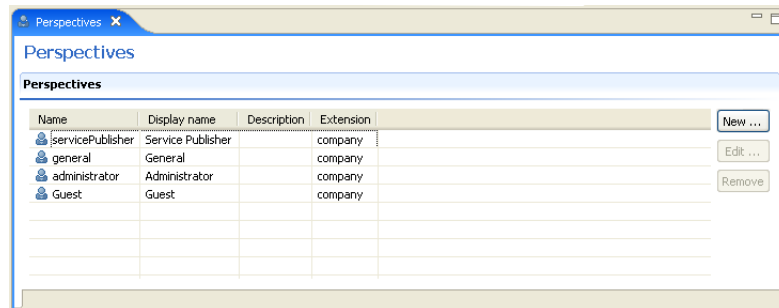 Perspectives
Perspectives
Perspectives
Name Display name Description Extension
New ...
servicePublisher Service Publisher company
general General company
Edit ...
administrator Administrator company
Remove
Guest Guest company